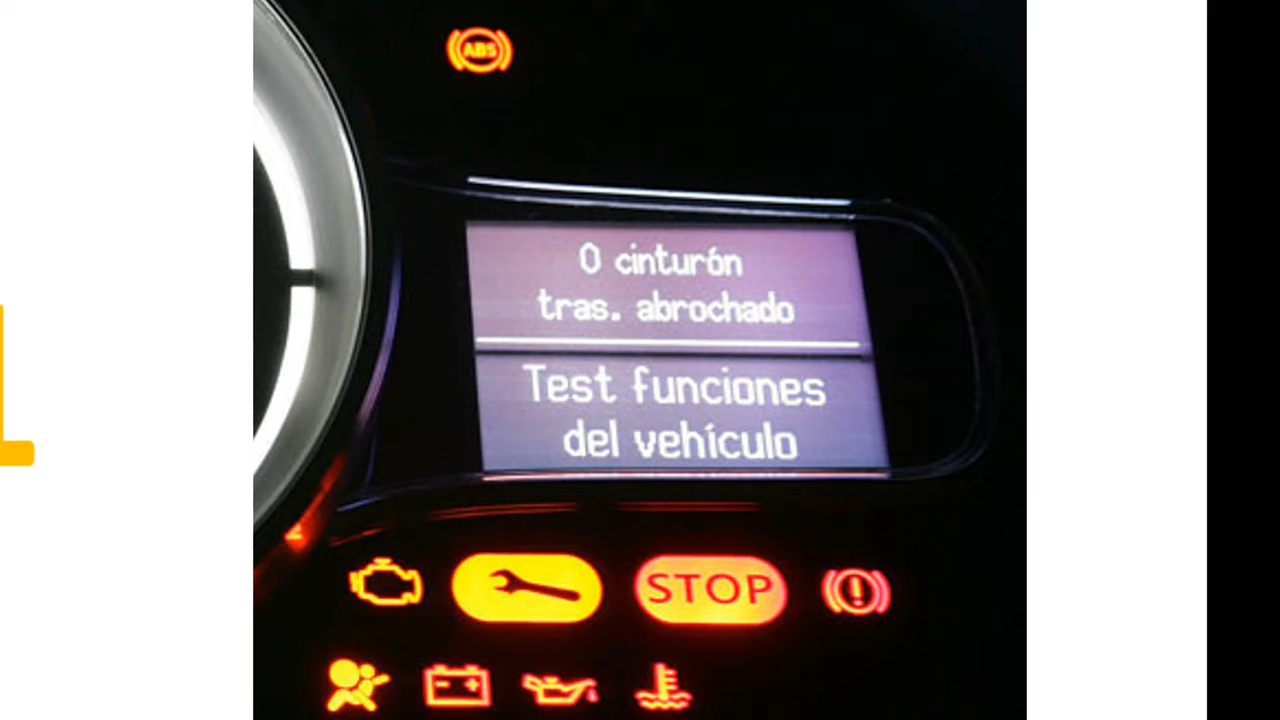 ABS
0 cinturón
tras. abrochado
Test funciones
del vehículo
STOP